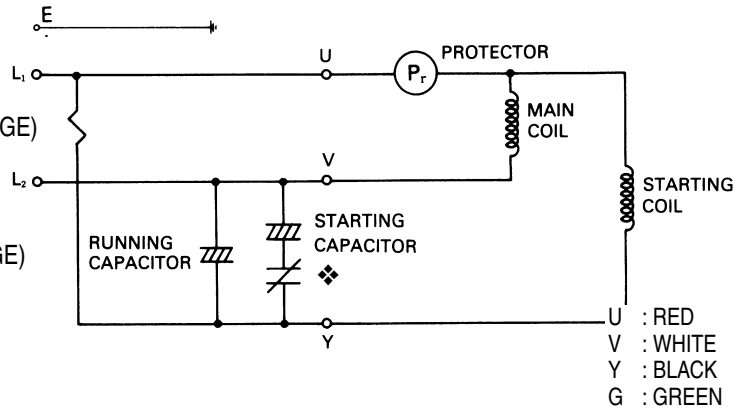 E
L₁
U
Pr
PROTECTOR
GE)
MAIN
COIL
L₂
V
STARTING
COIL
STARTING
CAPACITOR
RUNNING
CAPACITOR
GE)
❖
Y
U : RED
V : WHITE
Y : BLACK
G : GREEN